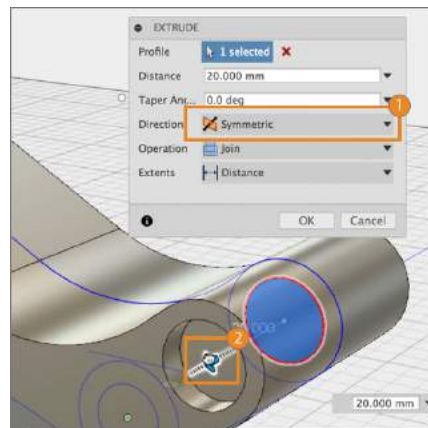 EXTRUDE
Profile 1 selected
Distance 20.000 mm
Taper Ang... 0.0 deg
1
Direction Symmetric
Operation Join
Extents Distance
OK Cancel
2
20.000 mm